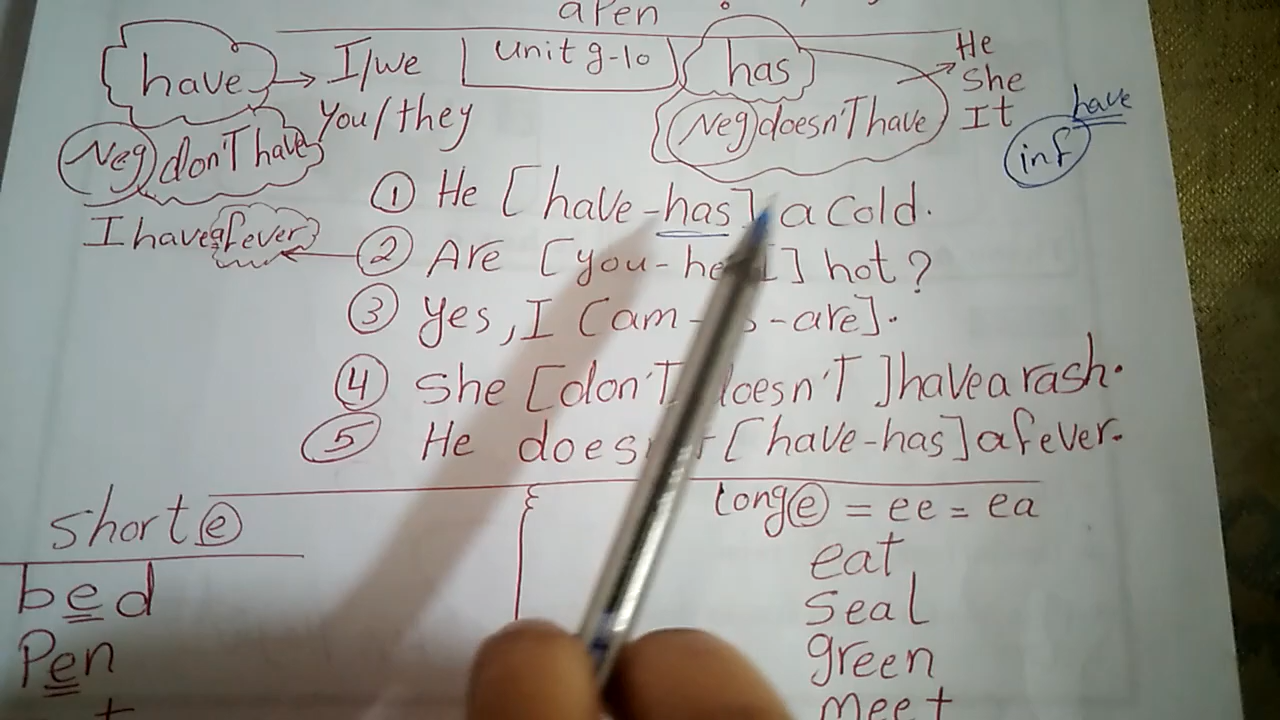 a Pen
have → I/we
unit 9-10
has
He
She
It
you/they
Neg don't have
Neg doesn't have
have
inf
① He [have-has] a cold.
I have a fever
② Are [you-he I] hot?
③ yes, I [am - s - are].
④ She [don't doesn't] have a rash.
⑤ He does [have-has] a fever.
short e
long e = ee = ea
bed
eat
seal
Pen
green
meet